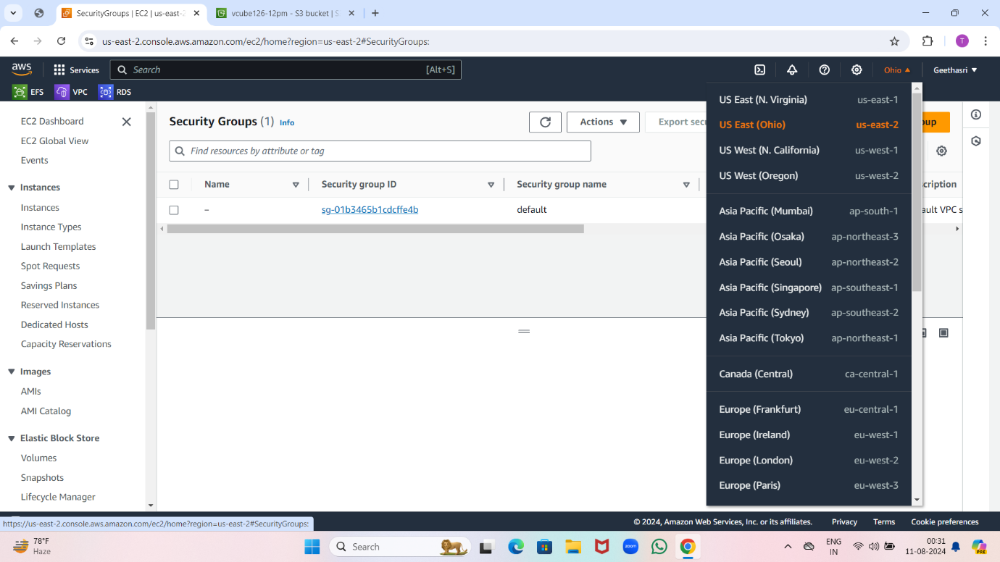 SecurityGroups | EC2 | us-east-2
vcube126-12pm - S3 bucket | S
us-east-2.console.aws.amazon.com/ec2/home?region=us-east-2#SecurityGroups:
T
aws
Services
Search
[Alt+S]
Ohio
Geethasri
EFS
VPC
RDS
EC2 Dashboard
EC2 Global View
Events
Instances
Instances
Instance Types
Launch Templates
Spot Requests
Savings Plans
Reserved Instances
Dedicated Hosts
Capacity Reservations
Images
AMIs
AMI Catalog
Elastic Block Store
Volumes
Snapshots
Lifecycle Manager
Security Groups (1) Info
Actions
Export sec
up
Find resources by attribute or tag
Name
Security group ID
Security group name
cription
–
sg-01b3465b1cdcffe4b
default
ault VPC s
US East (N. Virginia) us-east-1
US East (Ohio) us-east-2
US West (N. California) us-west-1
US West (Oregon) us-west-2
Asia Pacific (Mumbai) ap-south-1
Asia Pacific (Osaka) ap-northeast-3
Asia Pacific (Seoul) ap-northeast-2
Asia Pacific (Singapore) ap-southeast-1
Asia Pacific (Sydney) ap-southeast-2
Asia Pacific (Tokyo) ap-northeast-1
Canada (Central) ca-central-1
Europe (Frankfurt) eu-central-1
Europe (Ireland) eu-west-1
Europe (London) eu-west-2
Europe (Paris) eu-west-3
https://us-east-2.console.aws.amazon.com/ec2/home?region=us-east-2#SecurityGroups:
© 2024, Amazon Web Services, Inc. or its affiliates.
Privacy
Terms
Cookie preferences
78°F
Haze
Search
zoom
ENG
IN
00:31
11-08-2024
PRE